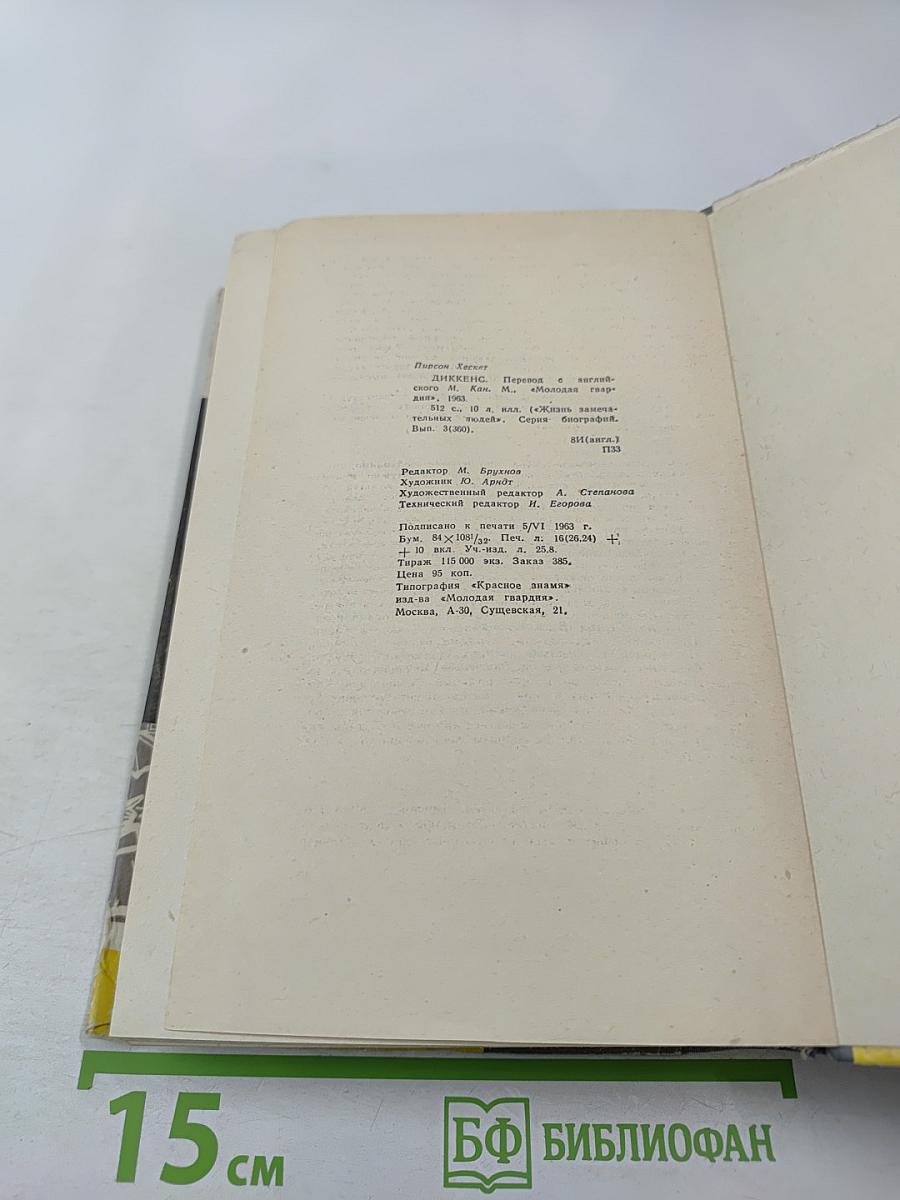 Пирсон Хескет
ДИККЕНС. Перевод с англий-
ского М. Кан. М., «Молодая гвар-
дия», 1963.
512 с., 10 л. илл. («Жизнь замеча-
тельных людей». Серия биографий.
Вып. 3(360).
8И(англ.)
П33
Редактор М. Брухнов
Художник Ю. Арндт
Художественный редактор А. Степанова
Технический редактор И. Егорова
Подписано к печати 5/VI 1963 г.
Бум. 84×108¹/₃₂. Печ. л. 16(26.24) +
+ 10 вкл. Уч.-изд. л. 25,8.
Тираж 115 000 экз. Заказ 385.
Цена 95 коп.
Типография «Красное знамя»
изд-ва «Молодая гвардия».
Москва, А-30, Сущевская, 21.
15 см
БФ БИБЛИОФАН